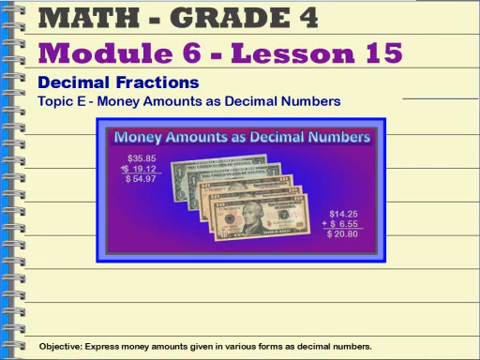 MATH - GRADE 4
Module 6 - Lesson 15
Decimal Fractions
Topic E - Money Amounts as Decimal Numbers
Money Amounts as Decimal Numbers
$35.85
+$ 19.12
$ 54.97
$14.25
+ $ 6.55
$ 20.80
Objective: Express money amounts given in various forms as decimal numbers.